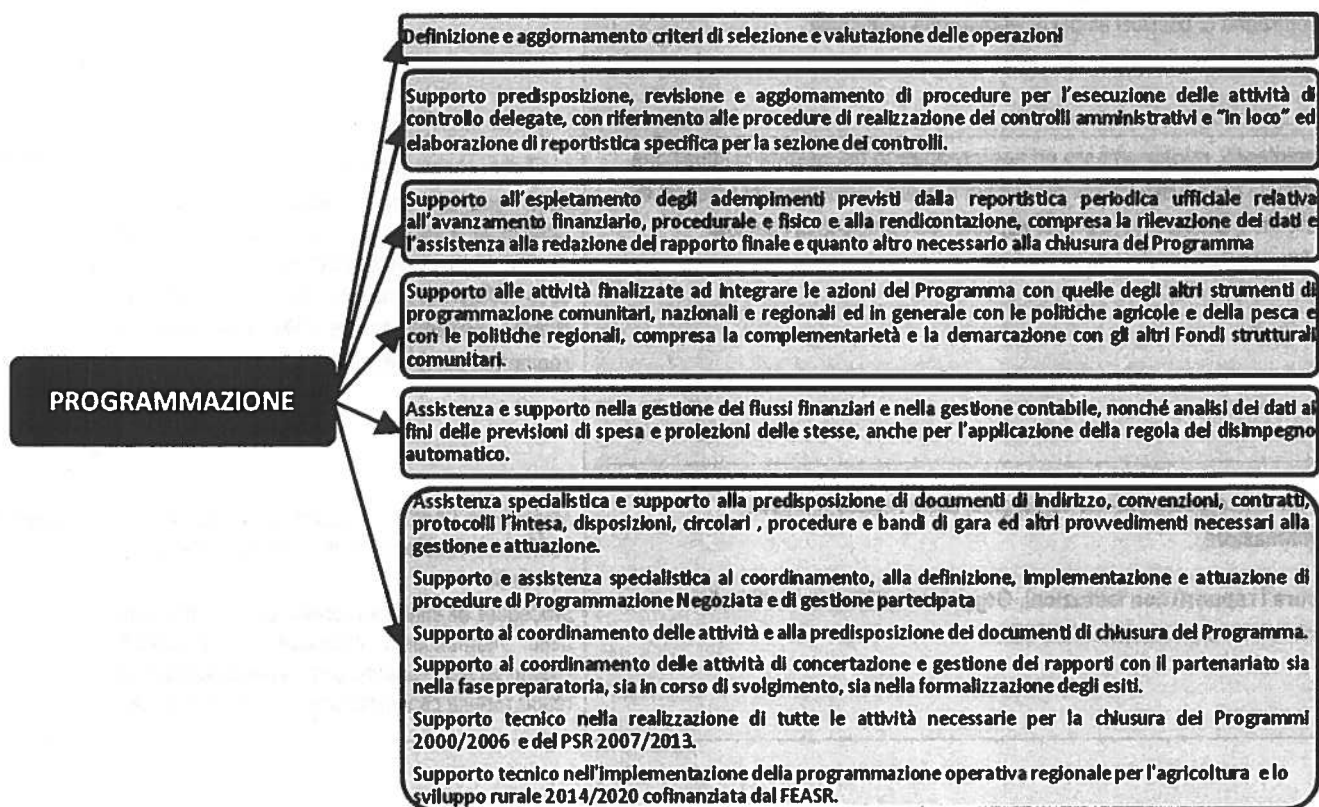 Definizione e aggiornamento criteri di selezione e valutazione delle operazioni
Supporto predisposizione, revisione e aggiornamento di procedure per l'esecuzione delle attività di
controllo delegate, con riferimento alle procedure di realizzazione dei controlli amministrativi e "in loco" ed
elaborazione di reportistica specifica per la sezione dei controlli.
Supporto all'espletamento degli adempimenti previsti dalla reportistica periodica ufficiale relativa
all'avanzamento finanziario, procedurale e fisico e alla rendicontazione, compresa la rilevazione dei dati e
l'assistenza alla redazione del rapporto finale e quanto altro necessario alla chiusura del Programma
Supporto alle attività finalizzate ad integrare le azioni del Programma con quelle degli altri strumenti di
programmazione comunitari, nazionali e regionali ed in generale con le politiche agricole e della pesca e
con le politiche regionali, compresa la complementarietà e la demarcazione con gli altri Fondi strutturali
comunitari.
PROGRAMMAZIONE
Assistenza e supporto nella gestione dei flussi finanziari e nella gestione contabile, nonché analisi dei dati ai
fini delle previsioni di spesa e proiezioni delle stesse, anche per l'applicazione della regola del disimpegno
automatico.
Assistenza specialistica e supporto alla predisposizione di documenti di indirizzo, convenzioni, contratti,
protocolli l'intesa, disposizioni, circolari , procedure e bandi di gara ed altri provvedimenti necessari alla
gestione e attuazione.
Supporto e assistenza specialistica al coordinamento, alla definizione, implementazione e attuazione di
procedure di Programmazione Negoziata e di gestione partecipata
Supporto al coordinamento delle attività e alla predisposizione dei documenti di chiusura del Programma.
Supporto al coordinamento delle attività di concertazione e gestione dei rapporti con il partenariato sia
nella fase preparatoria, sia in corso di svolgimento, sia nella formalizzazione degli esiti.
Supporto tecnico nella realizzazione di tutte le attività necessarie per la chiusura dei Programmi
2000/2006 e del PSR 2007/2013.
Supporto tecnico nell'implementazione della programmazione operativa regionale per l'agricoltura e lo
sviluppo rurale 2014/2020 cofinanziata dal FEASR.